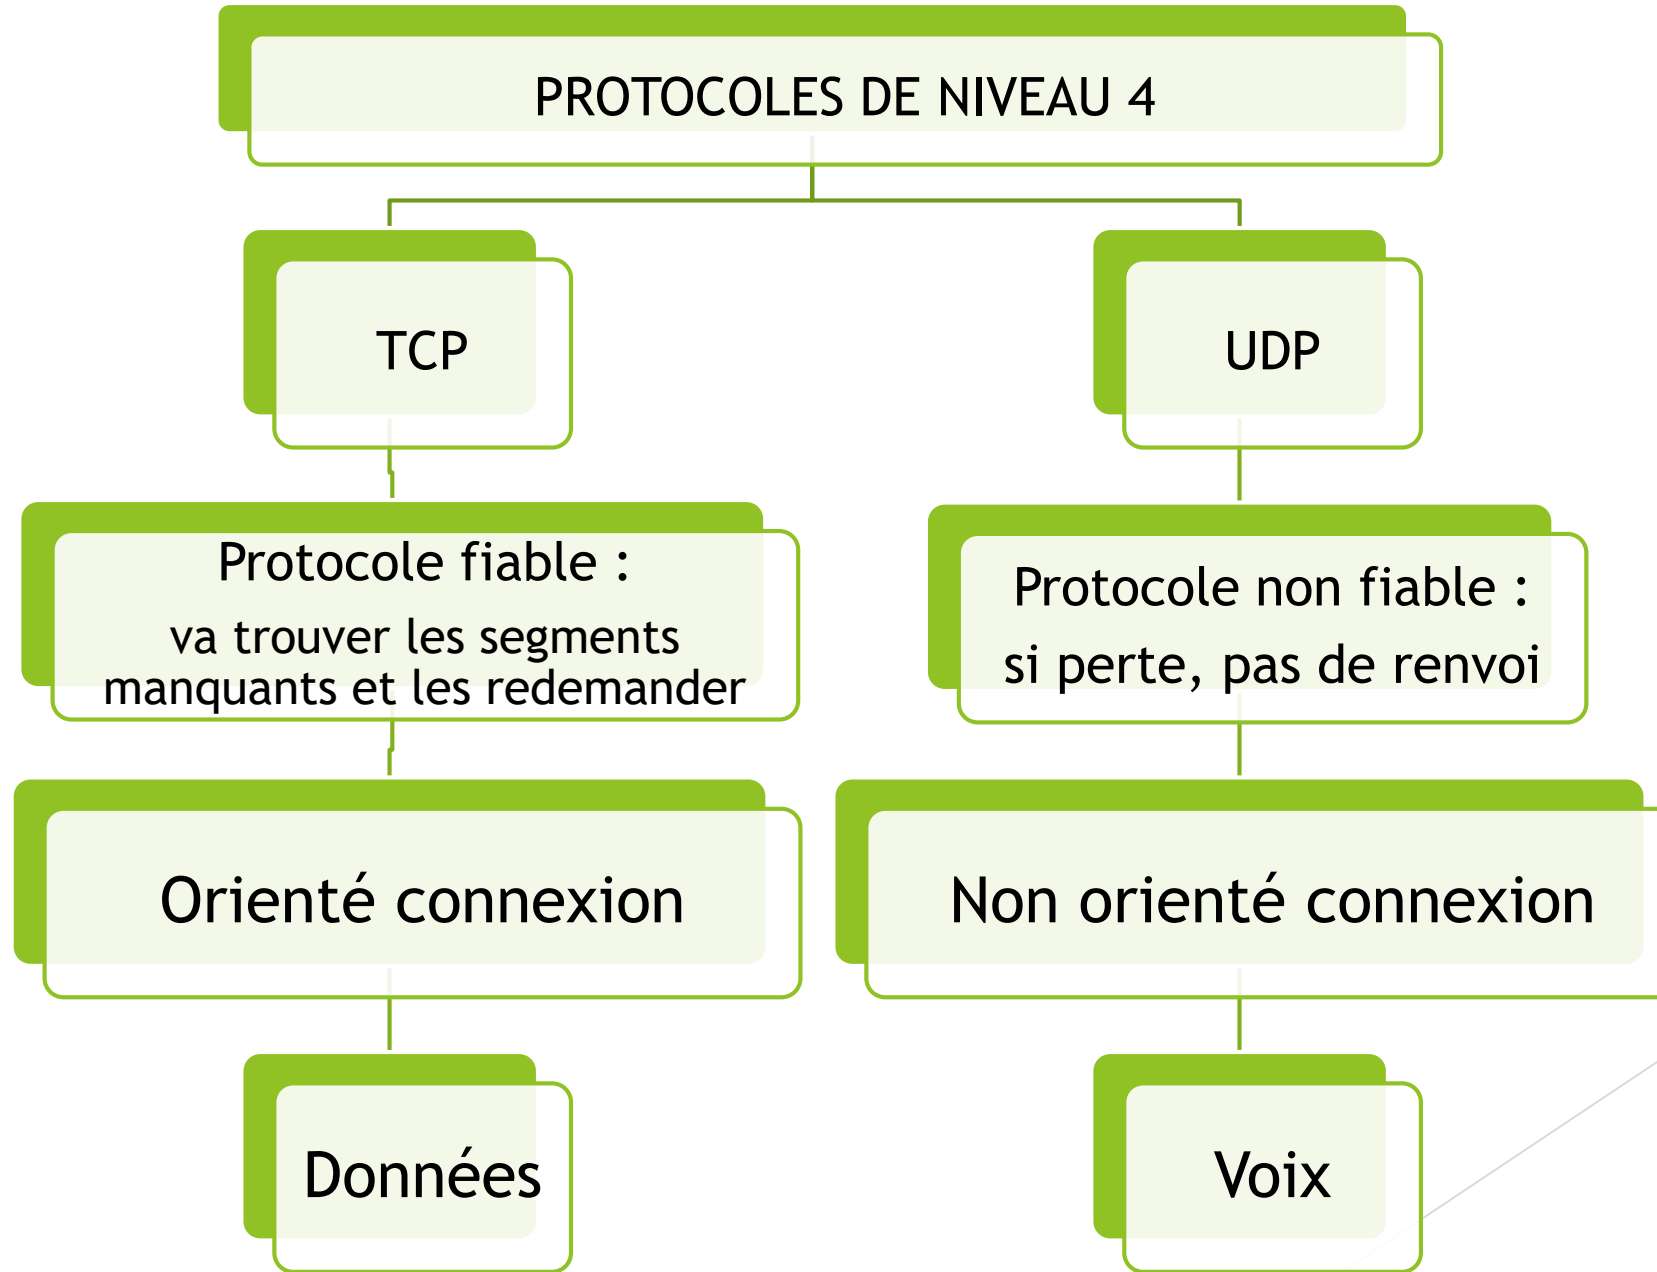 PROTOCOLES DE NIVEAU 4
TCP
UDP
Protocole fiable :
va trouver les segments
manquants et les redemander
Protocole non fiable :
si perte, pas de renvoi
Orienté connexion
Non orienté connexion
Données
Voix